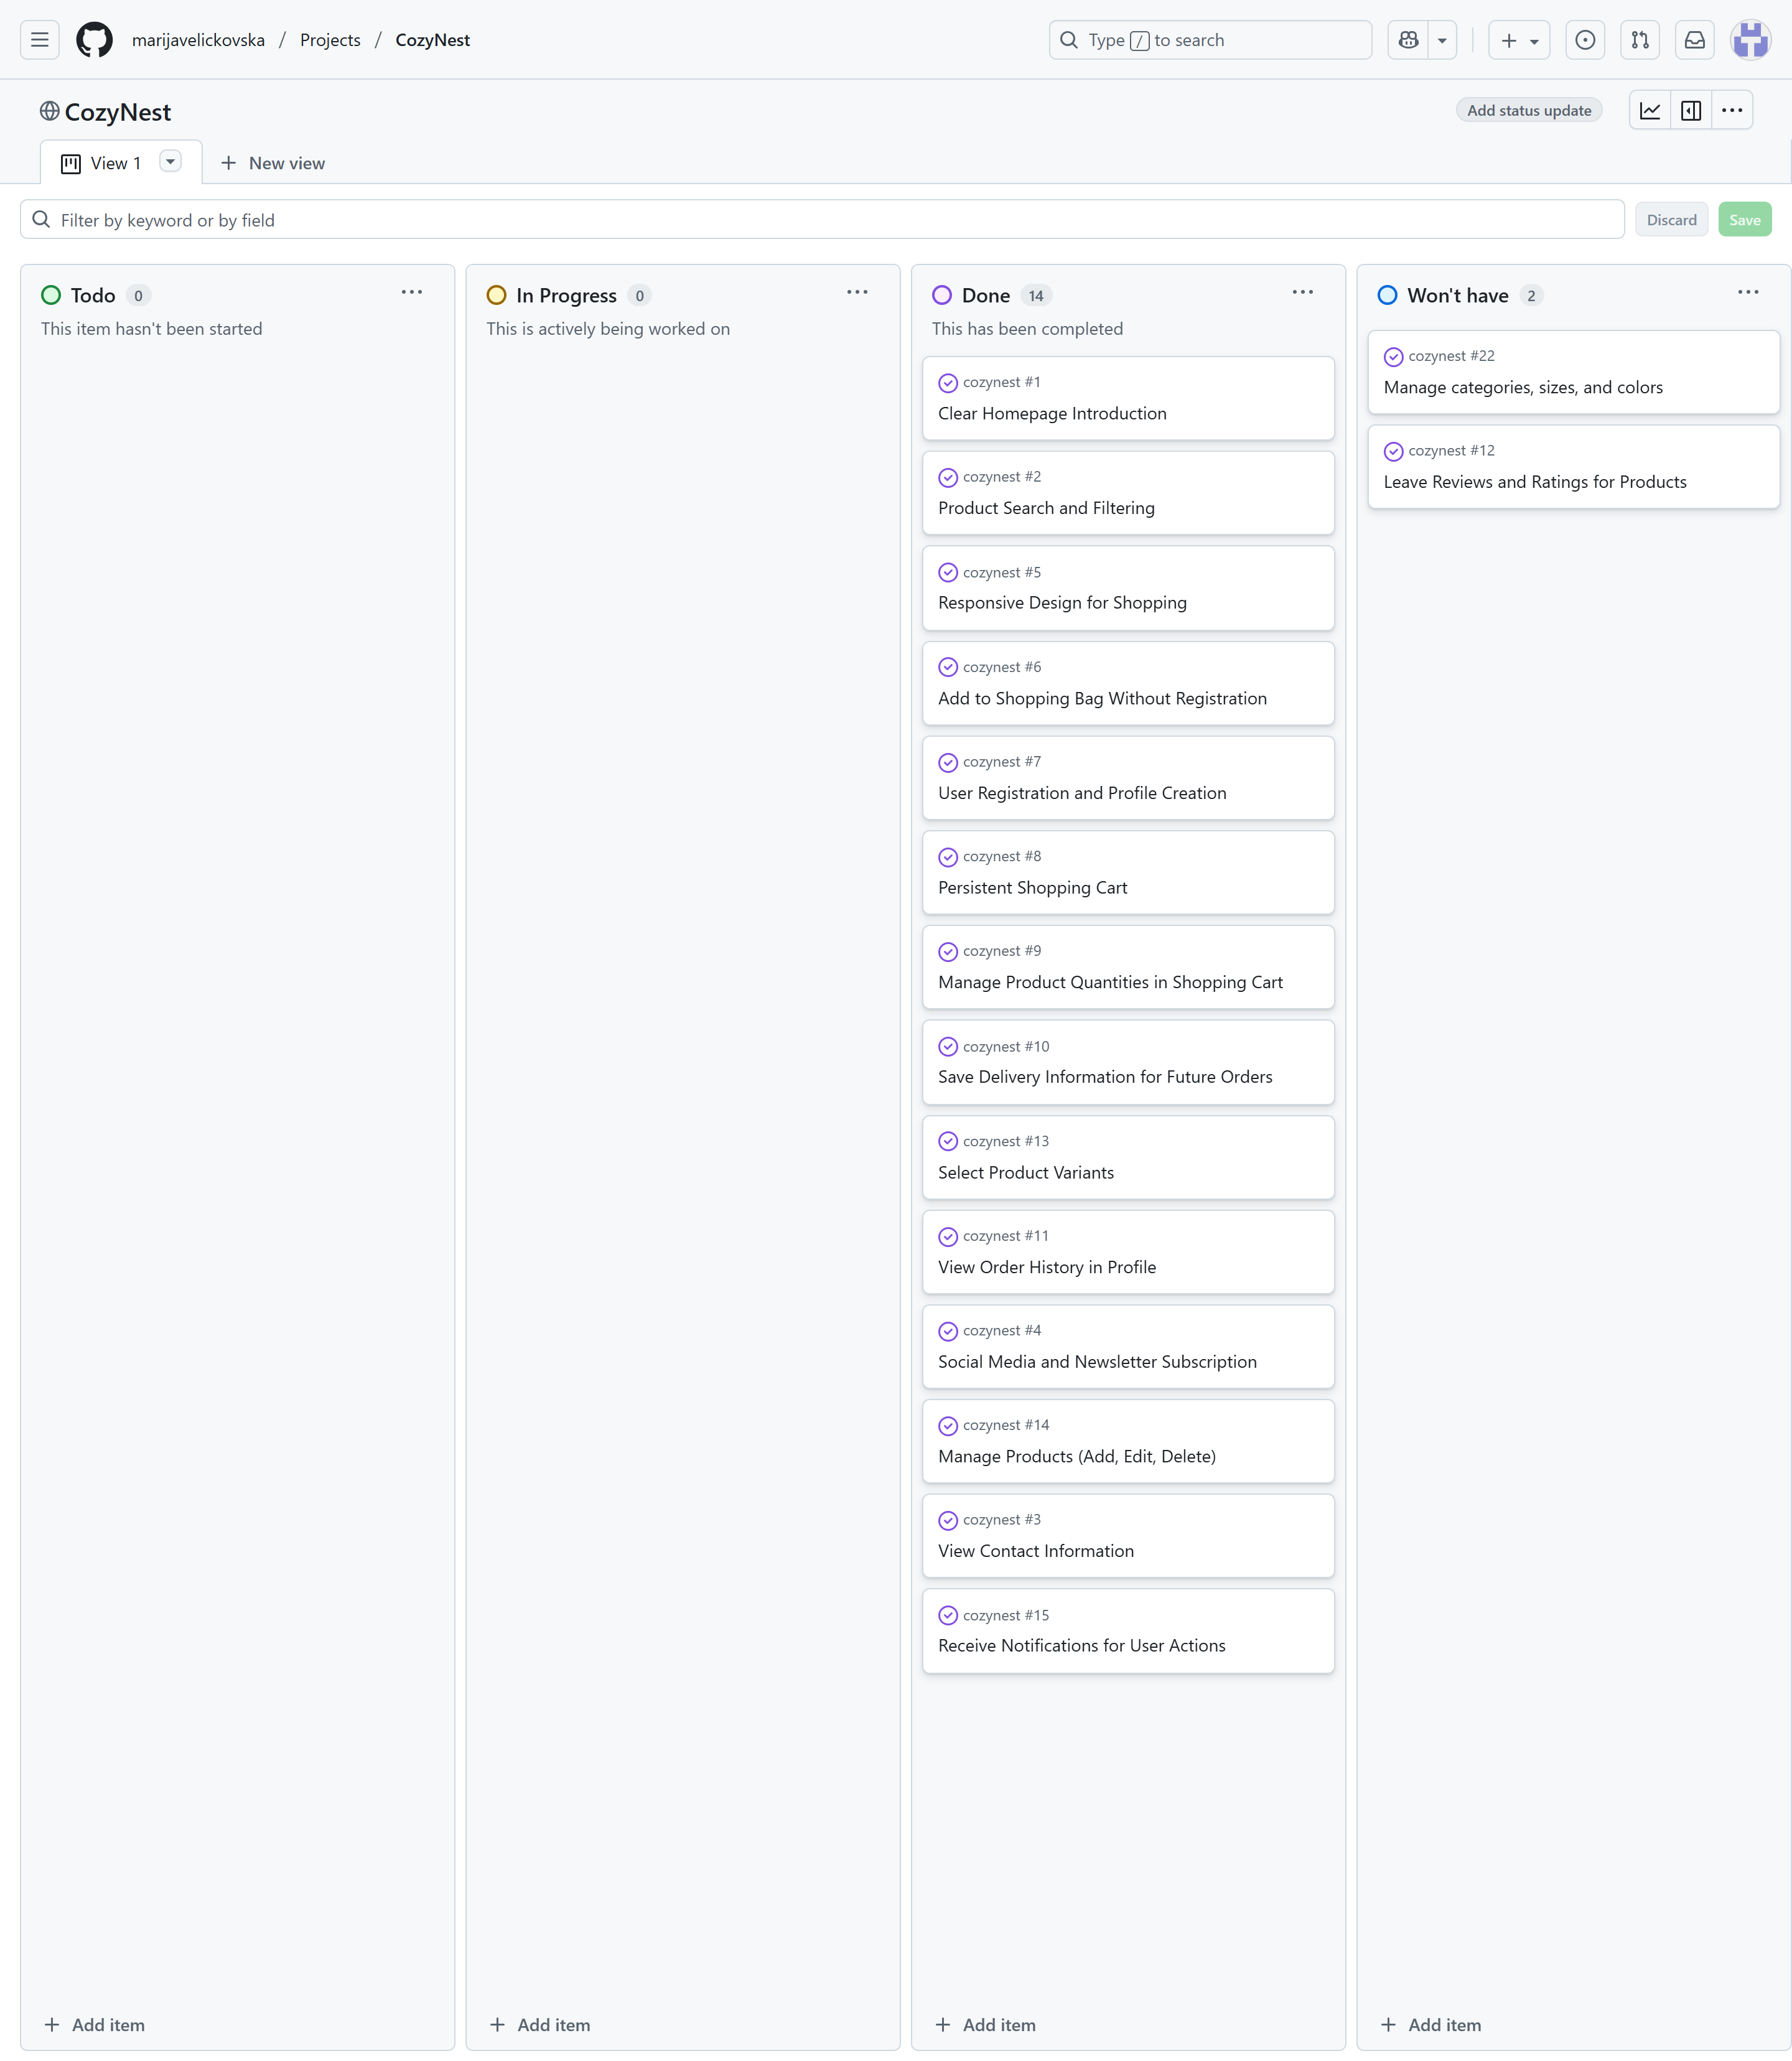 marijavelickovska / Projects / CozyNest
Type / to search
CozyNest
Add status update
View 1
New view
Filter by keyword or by field
Discard
Save
Todo 0
This item hasn't been started
Add item
In Progress 0
This is actively being worked on
Add item
Done 14
This has been completed
cozynest #1
Clear Homepage Introduction
cozynest #2
Product Search and Filtering
cozynest #5
Responsive Design for Shopping
cozynest #6
Add to Shopping Bag Without Registration
cozynest #7
User Registration and Profile Creation
cozynest #8
Persistent Shopping Cart
cozynest #9
Manage Product Quantities in Shopping Cart
cozynest #10
Save Delivery Information for Future Orders
cozynest #13
Select Product Variants
cozynest #11
View Order History in Profile
cozynest #4
Social Media and Newsletter Subscription
cozynest #14
Manage Products (Add, Edit, Delete)
cozynest #3
View Contact Information
cozynest #15
Receive Notifications for User Actions
Add item
Won't have 2
cozynest #22
Manage categories, sizes, and colors
cozynest #12
Leave Reviews and Ratings for Products
Add item